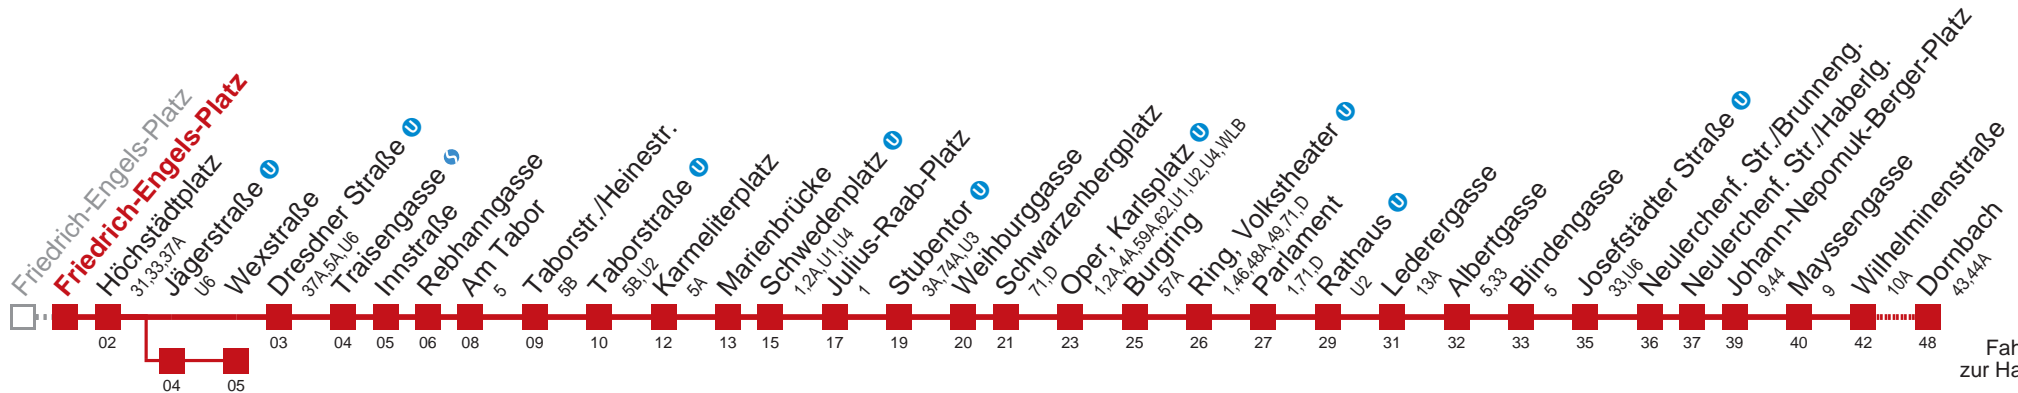 Friedrich-Engels-Platz
Friedrich-Engels-Platz
Höchstädtplatz
31,33,37A
Jägerstraße U
U6
Wexstraße
Dresdner Straße U
37A,5A,U6
Traisengasse
Innstraße
Rebhanngasse
Am Tabor
5
Taborstr./Heinestr.
5B
Taborstraße U
5B,U2
Karmeliterplatz
5A
Marienbrücke
Schwedenplatz U
1,2A,U1,U4
Julius-Raab-Platz
1
Stubentor U
3A,74A,U3
Weihburggasse
Schwarzenbergplatz
71,D
Oper, Karlsplatz U
1,2A,4A,59A,62,U1,U2,U4,WLB
Burgring
57A
Ring, Volkstheater U
1,46,48A,49,71,D
Parlament
1,71,D
Rathaus U
U2
Lederergasse
13A
Albertgasse
5,33
Blindengasse
5
Josefstädter Straße U
33,U6
Neulerchenf. Str./Brunneng.
Neulerchenf. Str./Haberlg.
Johann-Nepomuk-Berger-Platz
9,44
Mayssengasse
9
Wilhelminenstraße
10A
Dornbach
43,44A
02 03 04 05 06 08 09 10 12 13 15 17 19 20 21 23 25 26 27 29 31 32 33 35 36 37 39 40 42 48
04 05
Fah
zur Ha